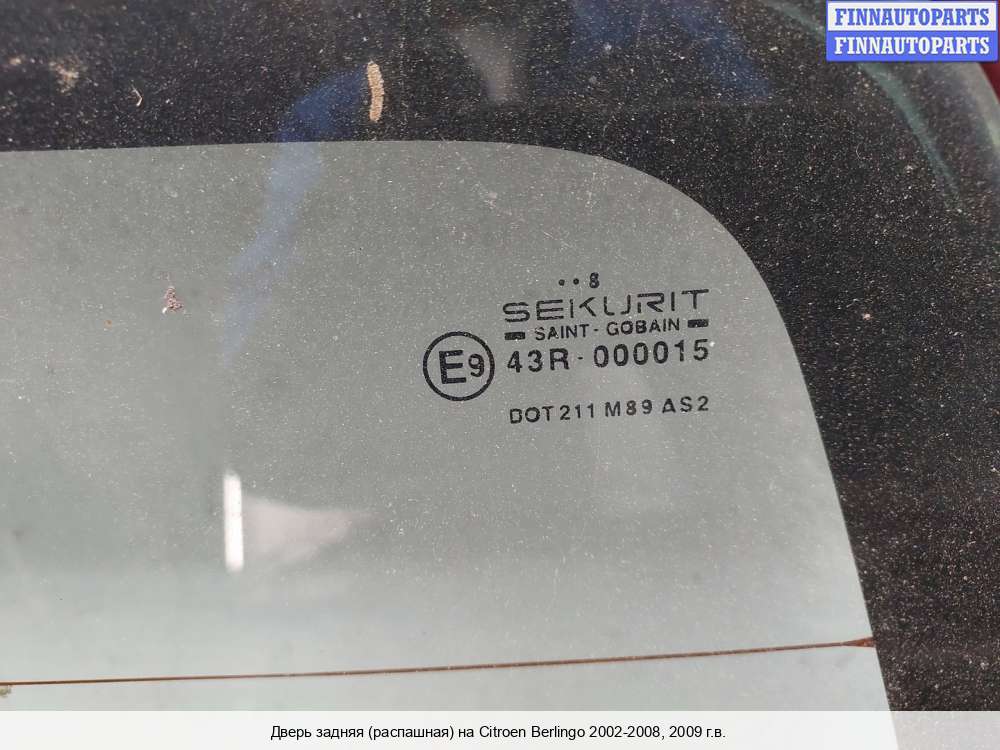 FINNAUTOPARTS
FINNAUTOPARTS
••8
SEKURIT
SAINT-GOBAIN
E9 43R-000015
DOT 211 M89 AS2
Дверь задняя (распашная) на Citroen Berlingo 2002-2008, 2009 г.в.